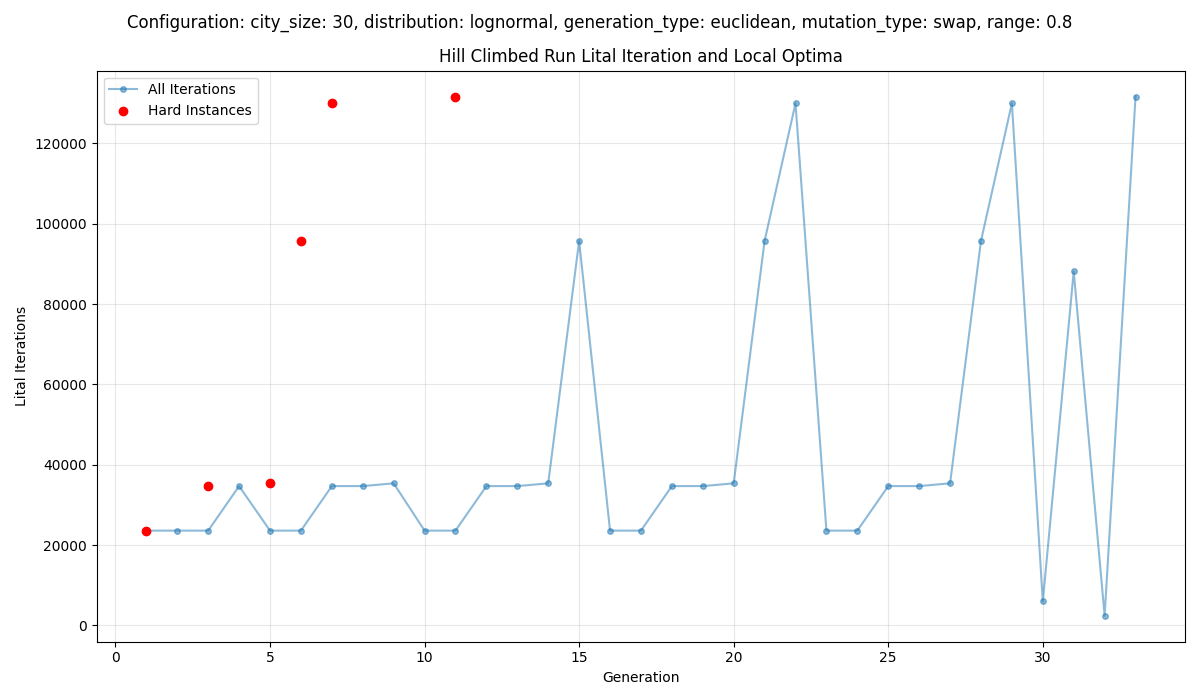 Configuration: city_size: 30, distribution: lognormal, generation_type: euclidean, mutation_type: swap, range: 0.8
Hill Climbed Run Lital Iteration and Local Optima
All Iterations
Hard Instances
120000
100000
80000
60000
40000
20000
0
Lital Iterations
0 5 10 15 20 25 30
Generation